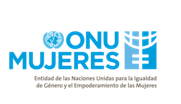 ONU
MUJERES
Entidad de las Naciones Unidas para la Igualdad
de Género y el Empoderamiento de las Mujeres